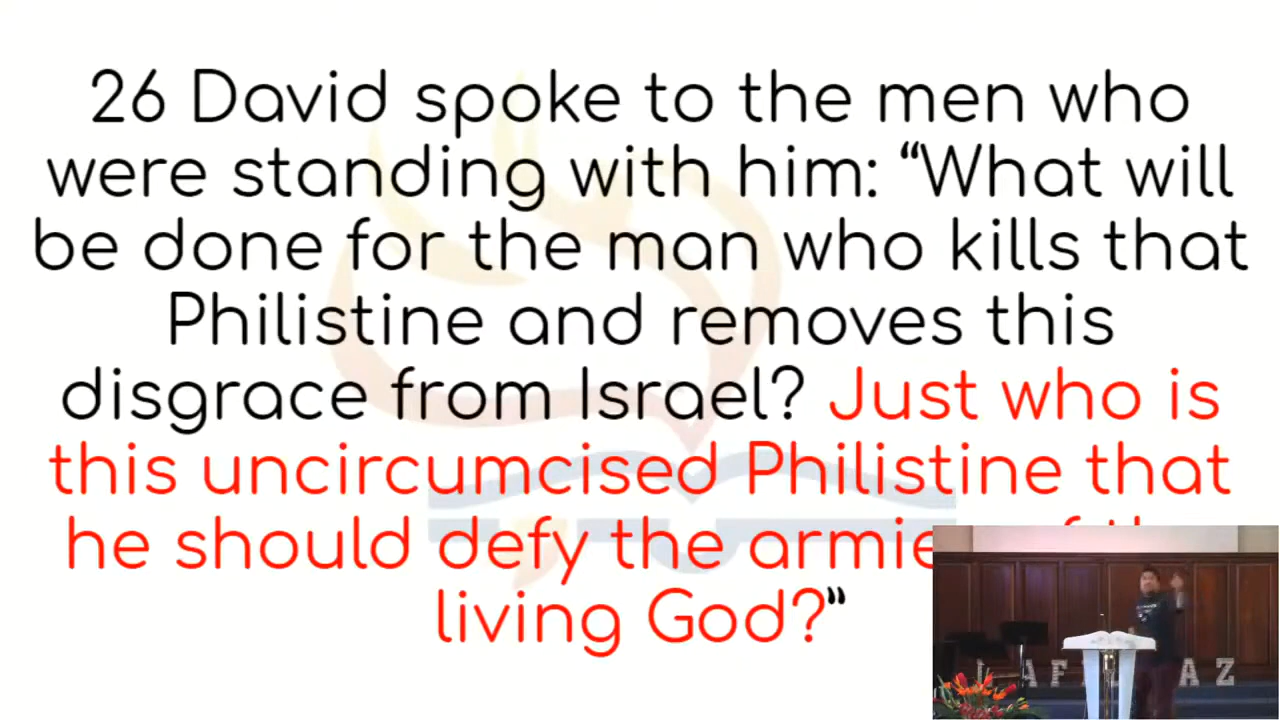 26 David spoke to the men who
were standing with him: “What will
be done for the man who kills that
Philistine and removes this
disgrace from Israel? Just who is
this uncircumcised Philistine that
he should defy the
living God?”